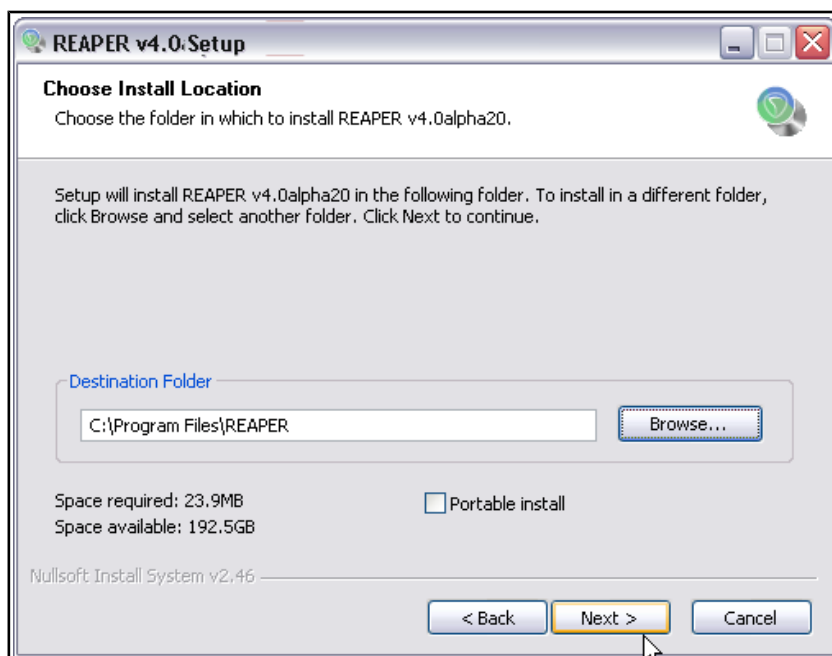 REAPER v4.0 Setup
Choose Install Location
Choose the folder in which to install REAPER v4.0alpha20.
Setup will install REAPER v4.0alpha20 in the following folder. To install in a different folder,
click Browse and select another folder. Click Next to continue.
Destination Folder
C:\Program Files\REAPER
Browse...
Space required: 23.9MB
Portable install
Space available: 192.5GB
Nullsoft Install System v2.46
< Back
Next >
Cancel